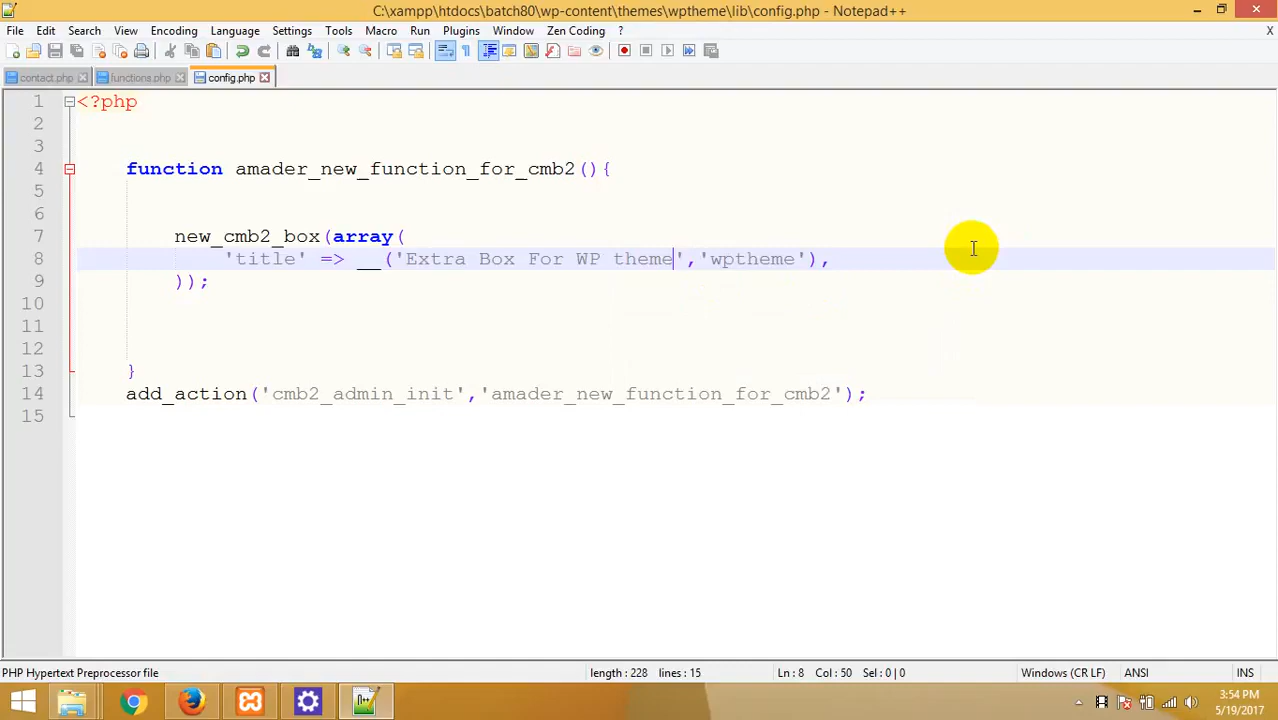 C:\xampp\htdocs\batch80\wp-content\themes\wptheme\lib\config.php - Notepad++
File Edit Search View Encoding Language Settings Tools Macro Run Plugins Window Zen Coding ? X
contact.php functions.php config.php
1 <?php
2
3
4 function amader_new_function_for_cmb2(){
5
6
7 new_cmb2_box(array(
8 'title' => __('Extra Box For WP theme','wptheme'),
9 ));
10
11
12
13 }
14 add_action('cmb2_admin_init','amader_new_function_for_cmb2');
15
PHP Hypertext Preprocessor file length : 228 lines : 15 Ln : 8 Col : 50 Sel : 0 | 0 Windows (CR LF) ANSI INS
3:54 PM
5/19/2017